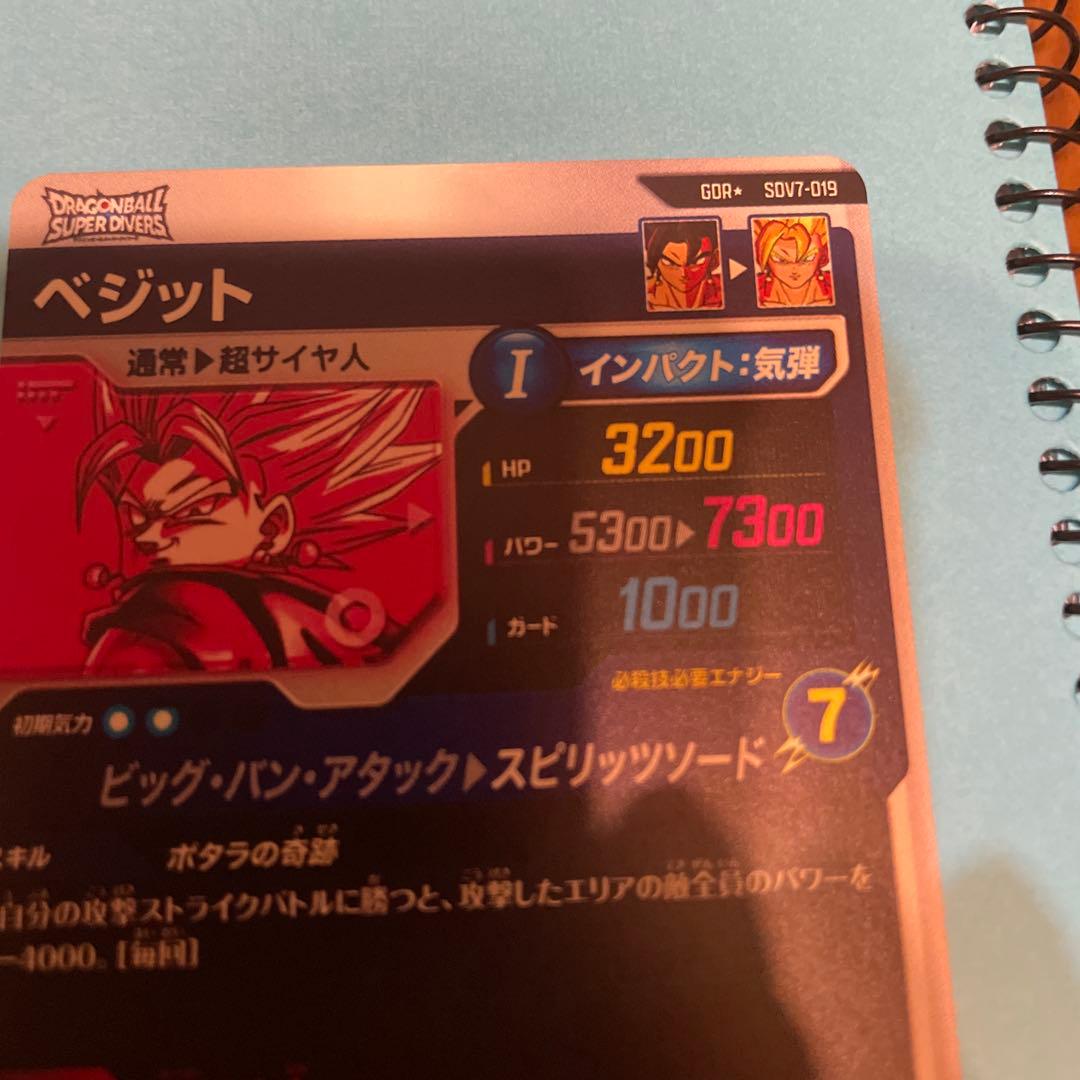 GDR★ SDV7-019
DRAGONBALL
SUPER DIVERS
ベジット
通常▶超サイヤ人
I インパクト:気弾
HP 3200
パワー 5300▶7300
ガード 1000
必殺技必要エナジー
7
初期気力
ビッグ・バン・アタック▶スピリッツソード
スキル ポタラの奇跡
自分の攻撃ストライクバトルに勝つと、攻撃したエリアの敵全員のパワーを
-4000。[毎回]